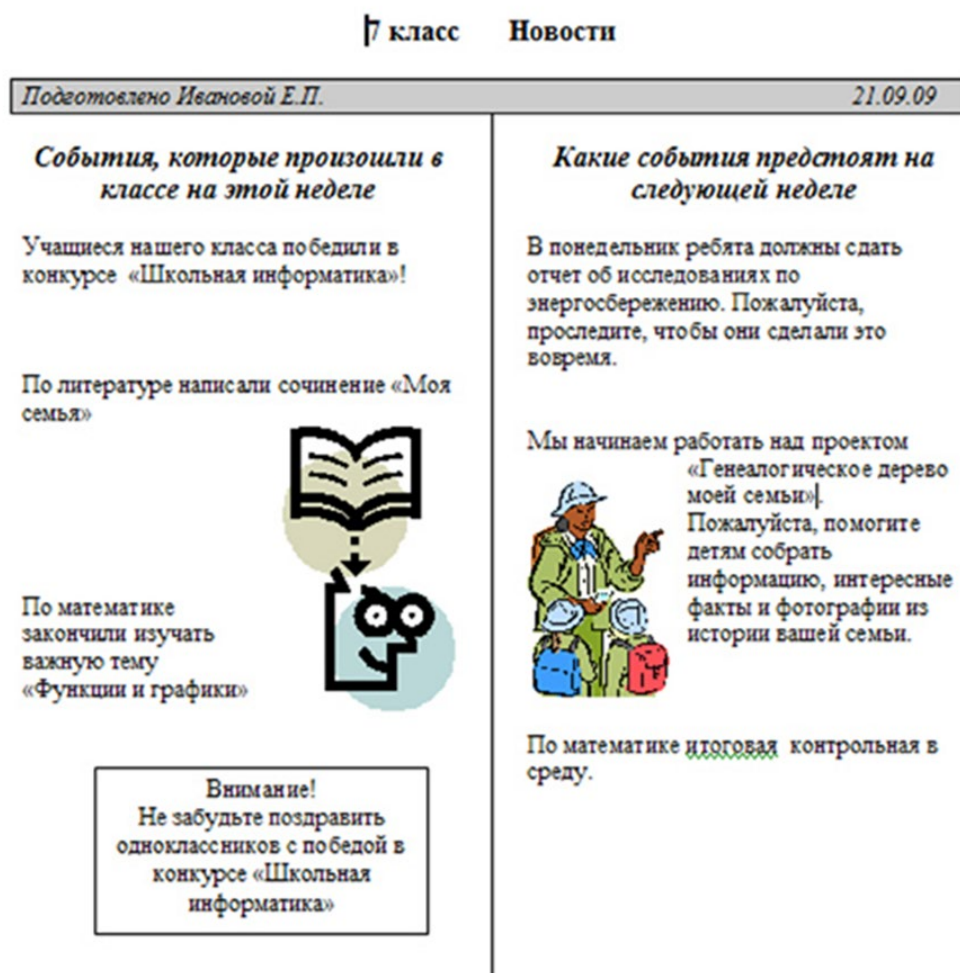 7 класс Новости
Подготовлено Ивановой Е.П. 21.09.09
События, которые произошли в
классе на этой неделе
Учащиеся нашего класса победили в
конкурсе «Школьная информатика»!
По литературе написали сочинение «Моя
семья»
По математике
закончили изучать
важную тему
«Функции и графики»
Внимание!
Не забудьте поздравить
одноклассников с победой в
конкурсе «Школьная
информатика»
Какие события предстоят на
следующей неделе
В понедельник ребята должны сдать
отчет об исследованиях по
энергосбережению. Пожалуйста,
проследите, чтобы они сделали это
вовремя.
Мы начинаем работать над проектом
«Генеалогическое дерево
моей семьи».
Пожалуйста, помогите
детям собрать
информацию, интересные
факты и фотографии из
истории вашей семьи.
По математике итоговая контрольная в
среду.